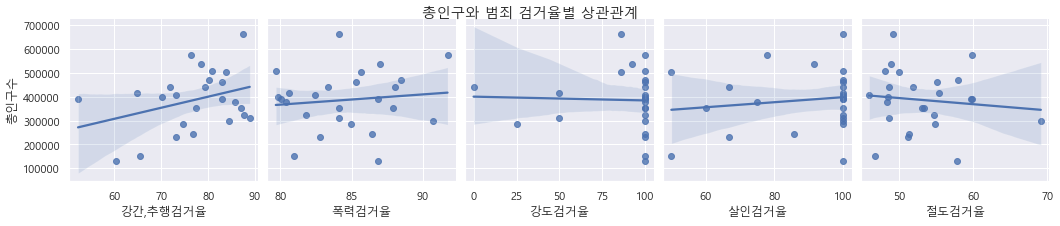 총인구와 범죄 검거율별 상관관계
총인구수
700000
600000
500000
400000
300000
200000
100000
60 70 80 90
강간,추행검거율
80 85 90
폭력검거율
0 25 50 75 100
강도검거율
60 80 100
살인검거율
50 60 70
절도검거율